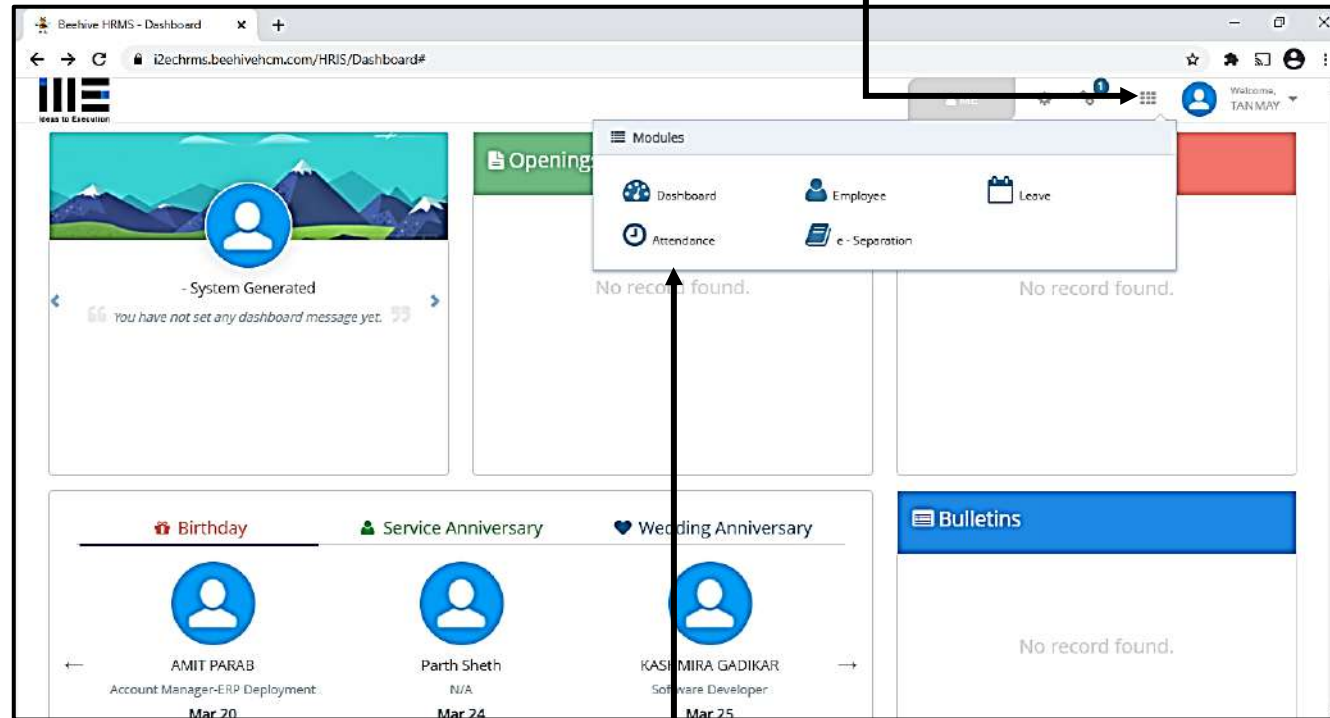 Beehive HRMS - Dashboard
i2echrms.beehivehcm.com/HRIS/Dashboard#
Ideas to Execution
ME
1
Welcome,
TANMAY
Modules
Dashboard Employee Leave
Attendance e - Separation
Openings
- System Generated
You have not set any dashboard message yet.
No record found. No record found.
Birthday Service Anniversary Wedding Anniversary
Bulletins
AMIT PARAB Parth Sheth KASHMIRA GADIKAR
Account Manager-ERP Deployment N/A Software Developer
Mar 20 Mar 24 Mar 25
No record found.